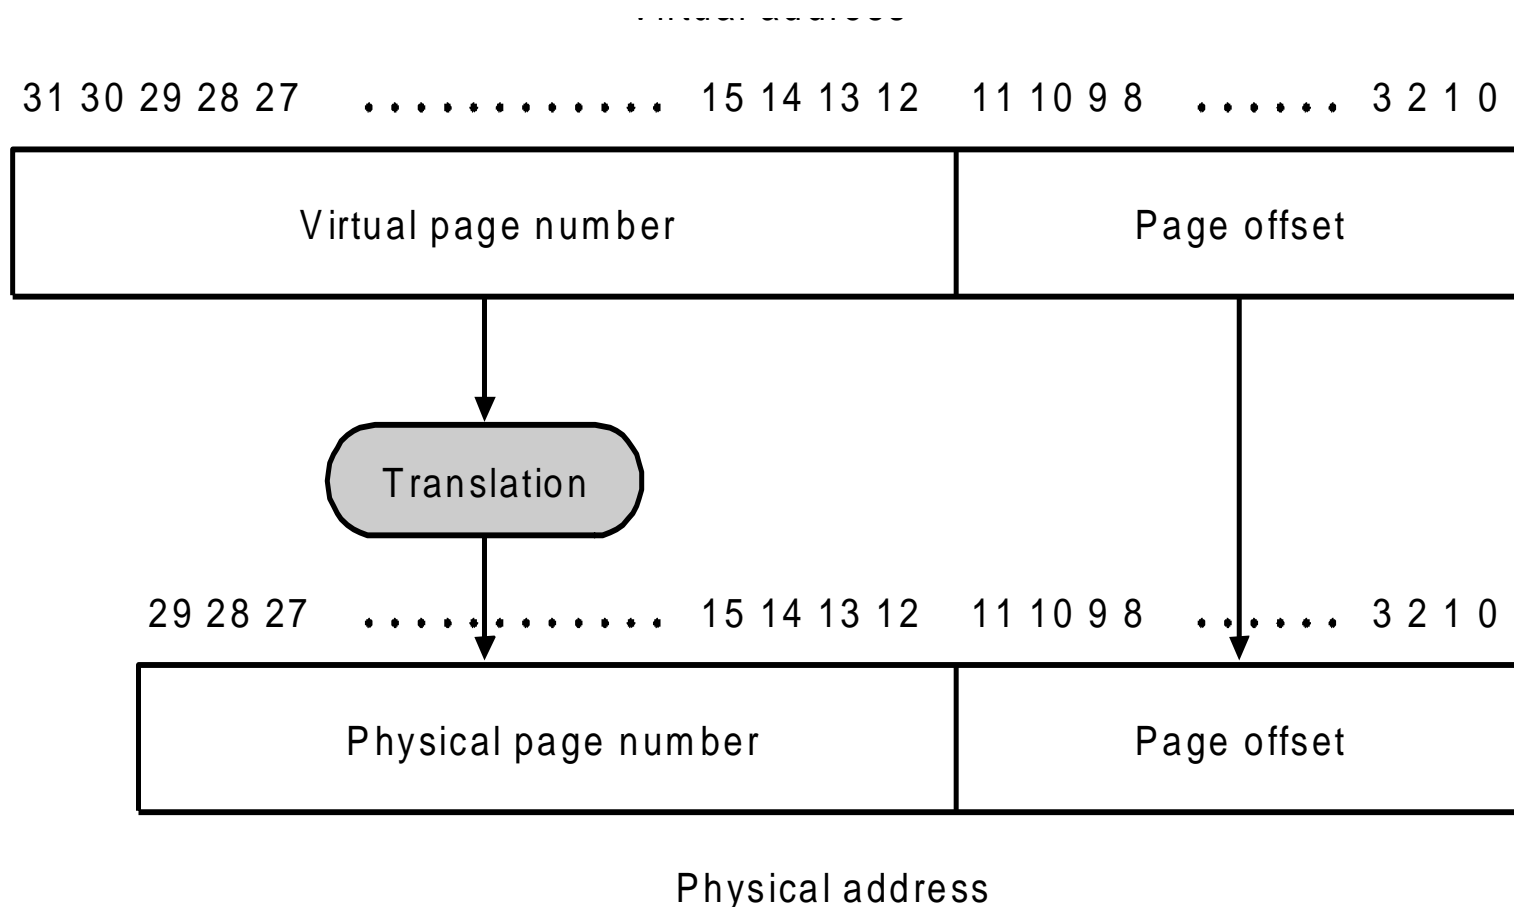 Virtual address
31 30 29 28 27 ............ 15 14 13 12 11 10 9 8 ...... 3 2 1 0
Virtual page number Page offset
Translation
29 28 27 ............ 15 14 13 12 11 10 9 8 ...... 3 2 1 0
Physical page number Page offset
Physical address